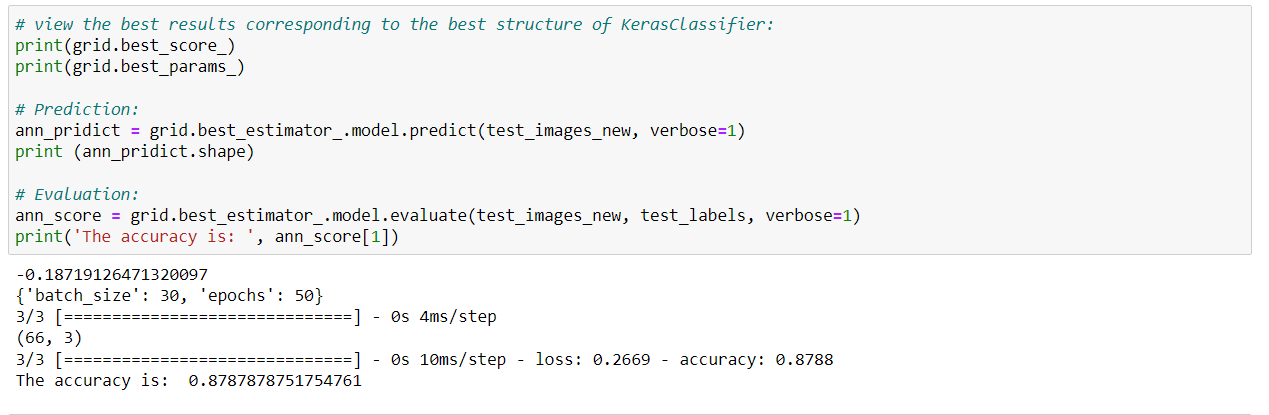 # view the best results corresponding to the best structure of KerasClassifier:
print(grid.best_score_)
print(grid.best_params_)
# Prediction:
ann_pridict = grid.best_estimator_.model.predict(test_images_new, verbose=1)
print (ann_pridict.shape)
# Evaluation:
ann_score = grid.best_estimator_.model.evaluate(test_images_new, test_labels, verbose=1)
print('The accuracy is: ', ann_score[1])
-0.18719126471320097
{'batch_size': 30, 'epochs': 50}
3/3 [==============================] - 0s 4ms/step
(66, 3)
3/3 [==============================] - 0s 10ms/step - loss: 0.2669 - accuracy: 0.8788
The accuracy is:  0.8787878751754761